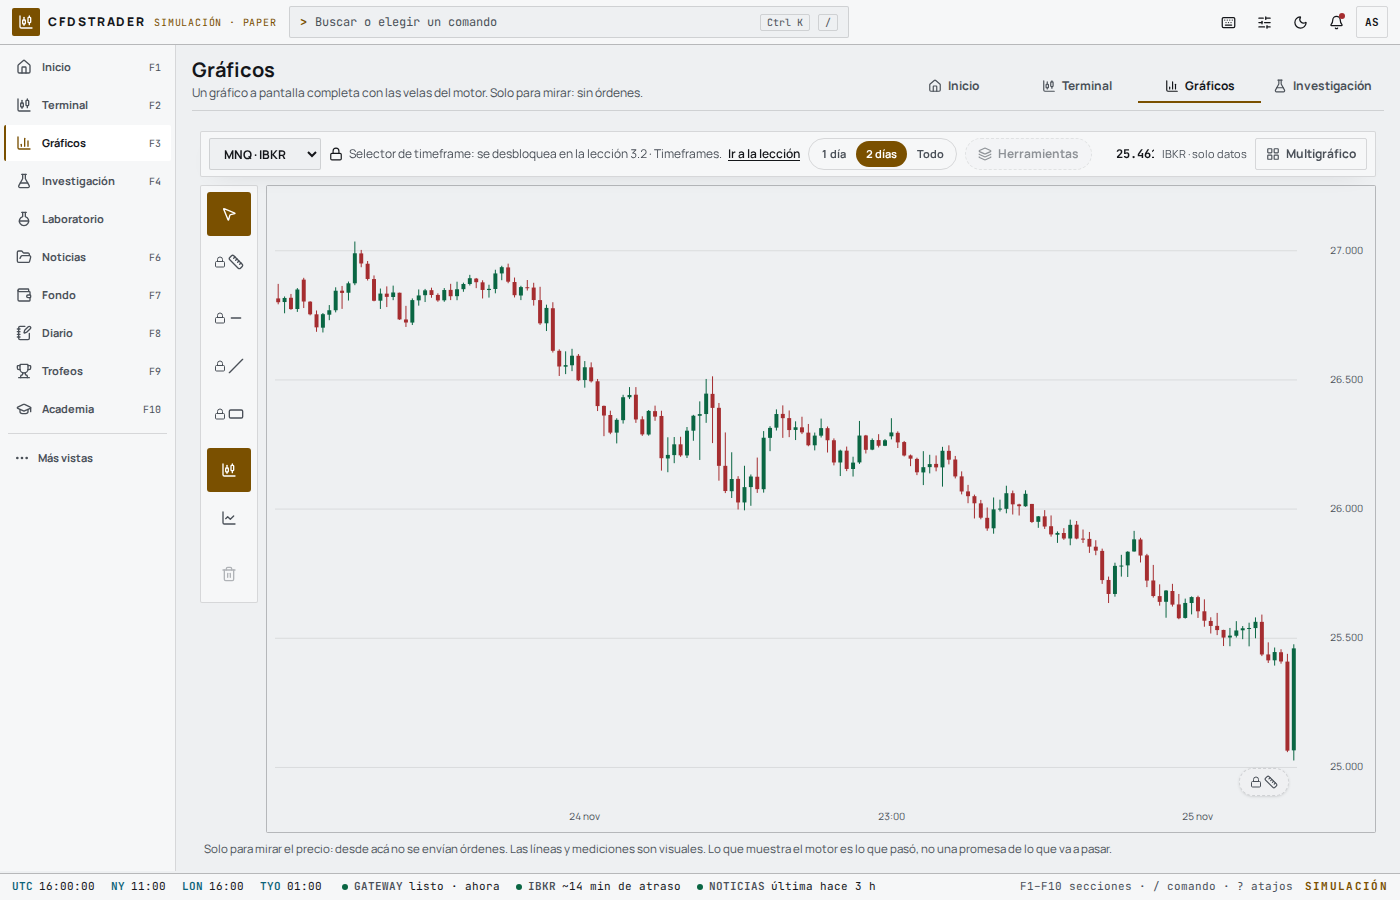 CFDSTRADER SIMULACIÓN · PAPER
> Buscar o elegir un comando Ctrl K /
AS
Inicio F1
Terminal F2
Gráficos F3
Investigación F4
Laboratorio
Noticias F6
Fondo F7
Diario F8
Trofeos F9
Academia F10
Más vistas
Gráficos
Un gráfico a pantalla completa con las velas del motor. Solo para mirar: sin órdenes.
Inicio Terminal Gráficos Investigación
MNQ · IBKR Selector de timeframe: se desbloquea en la lección 3.2 · Timeframes. Ir a la lección 1 día 2 días Todo Herramientas 25.46 IBKR · solo datos Multigráfico
27.000
26.500
26.000
25.500
25.000
24 nov 23:00 25 nov
Solo para mirar el precio: desde acá no se envían órdenes. Las líneas y mediciones son visuales. Lo que muestra el motor es lo que pasó, no una promesa de lo que va a pasar.
UTC 16:00:00 NY 11:00 LON 16:00 TYO 01:00 GATEWAY listo · ahora IBKR ~14 min de atraso NOTICIAS última hace 3 h F1–F10 secciones · / comando · ? atajos SIMULACIÓN